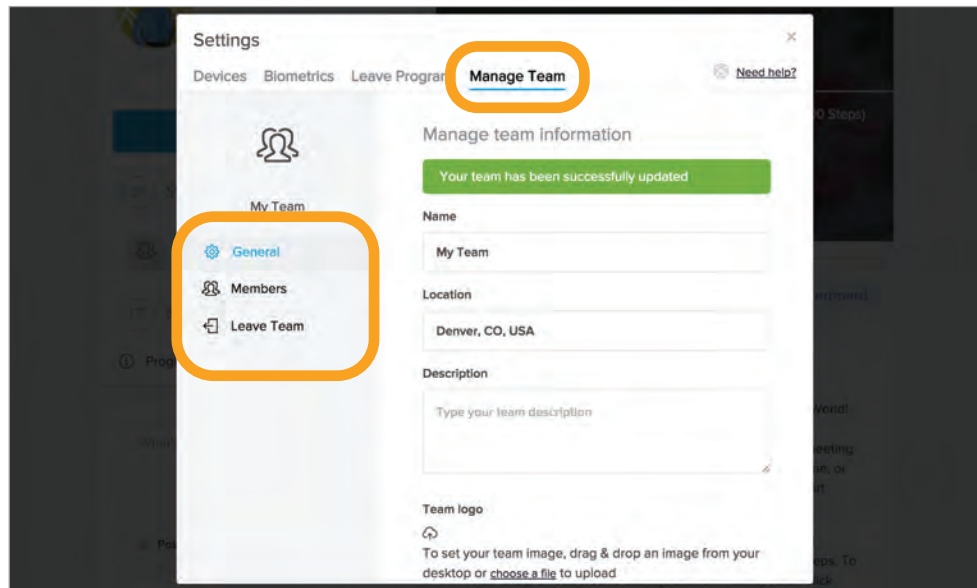 Settings
Devices Biometrics Leave Program Manage Team
Need help?
My Team
General
Members
Leave Team
Manage team information
Your team has been successfully updated
Name
My Team
Location
Denver, CO, USA
Description
Type your team description
Team logo
To set your team image, drag & drop an image from your
desktop or choose a file to upload
Steps)